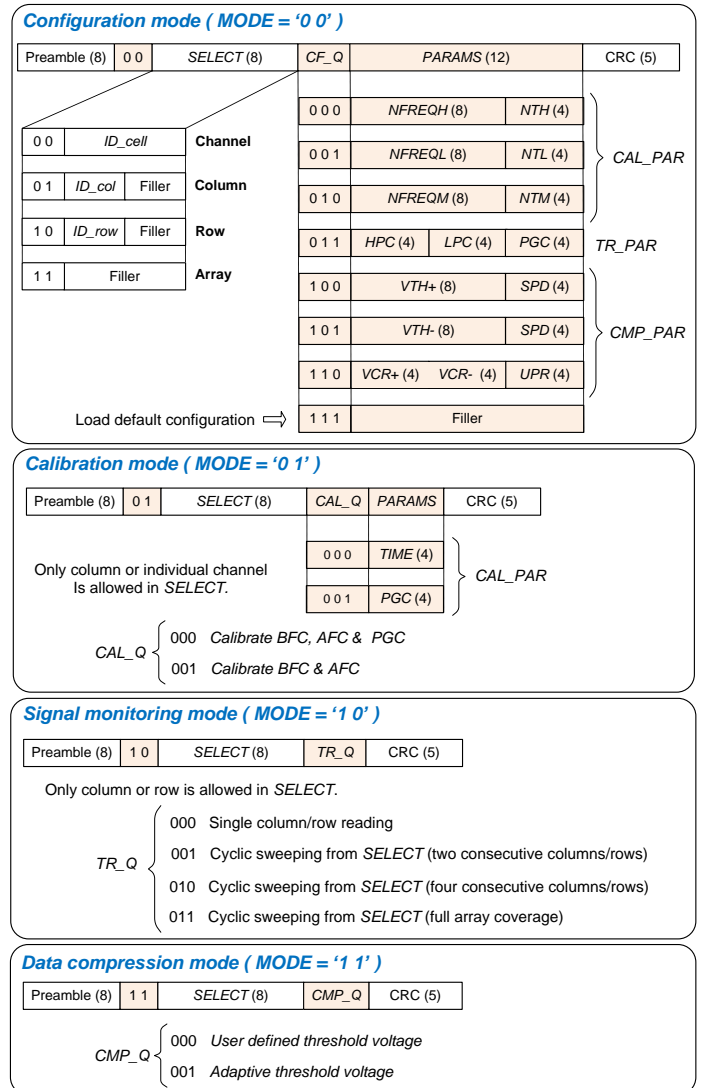 Configuration mode ( MODE = ‘0 0’ )
Preamble (8) 0 0 SELECT (8) CF_Q PARAMS (12) CRC (5)
0 0 ID_cell Channel
0 1 ID_col Filler Column
1 0 ID_row Filler Row
1 1 Filler Array
0 0 0 NFREQH (8) NTH (4)
0 0 1 NFREQL (8) NTL (4)
0 1 0 NFREQM (8) NTM (4)
CAL_PAR
0 1 1 HPC (4) LPC (4) PGC (4) TR_PAR
1 0 0 VTH+ (8) SPD (4)
1 0 1 VTH- (8) SPD (4)
1 1 0 VCR+ (4) VCR- (4) UPR (4)
CMP_PAR
Load default configuration ⇨ 1 1 1 Filler
Calibration mode ( MODE = ‘0 1’ )
Preamble (8) 0 1 SELECT (8) CAL_Q PARAMS CRC (5)
0 0 0 TIME (4)
0 0 1 PGC (4)
CAL_PAR
Only column or individual channel
Is allowed in SELECT.
CAL_Q
000 Calibrate BFC, AFC & PGC
001 Calibrate BFC & AFC
Signal monitoring mode ( MODE = ‘1 0’ )
Preamble (8) 1 0 SELECT (8) TR_Q CRC (5)
Only column or row is allowed in SELECT.
TR_Q
000 Single column/row reading
001 Cyclic sweeping from SELECT (two consecutive columns/rows)
010 Cyclic sweeping from SELECT (four consecutive columns/rows)
011 Cyclic sweeping from SELECT (full array coverage)
Data compression mode ( MODE = ‘1 1’ )
Preamble (8) 1 1 SELECT (8) CMP_Q CRC (5)
CMP_Q
000 User defined threshold voltage
001 Adaptive threshold voltage